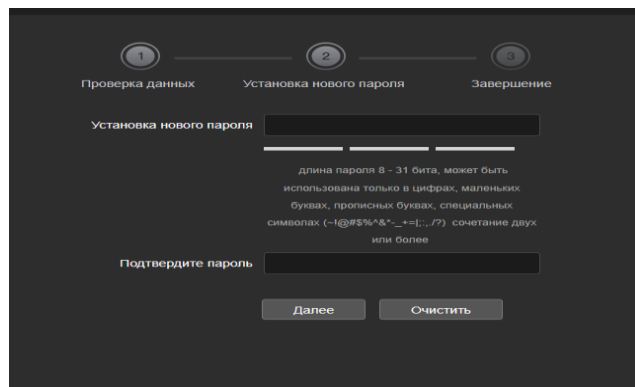 1 2 3
Проверка данных Установка нового пароля Завершение
Установка нового пароля
длина пароля 8 - 31 бита, может быть
использована только в цифрах, маленьких
буквах, прописных буквах, специальных
символах (~!@#$%^&*-_+=|;:,./?) сочетание двух
или более
Подтвердите пароль
Далее Очистить